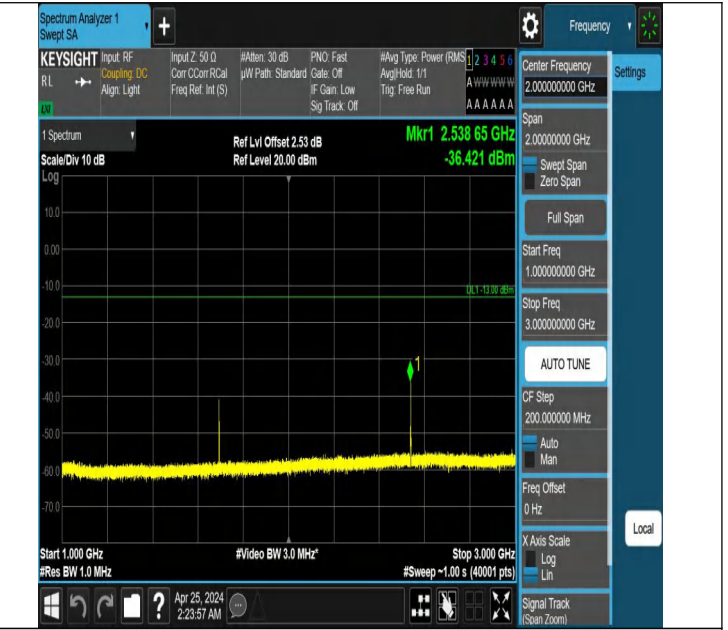 Spectrum Analyzer 1
Swept SA
Frequency
KEYSIGHT
Input: RF
Input Z: 50 Ω
#Atten: 30 dB
PNO: Fast
#Avg Type: Power (RMS
1 2 3 4 5 6
RL
Coupling: DC
Corr CCorr RCal
µW Path: Standard
Gate: Off
Avg|Hold: 1/1
A W W W W W
Align: Light
Freq Ref: Int (S)
IF Gain: Low
Trig: Free Run
Sig Track: Off
A A A A A A
LXI
1 Spectrum
Scale/Div 10 dB
Log
Ref Lvl Offset 2.53 dB
Ref Level 20.00 dBm
Mkr1 2.538 65 GHz
-36.421 dBm
10.0
0.00
-10.0
DL1 -13.00 dBm
-20.0
-30.0
1
-40.0
-50.0
-60.0
-70.0
Start 1.000 GHz
#Video BW 3.0 MHz*
Stop 3.000 GHz
#Res BW 1.0 MHz
#Sweep ~1.00 s (40001 pts)
Apr 25, 2024
2:23:57 AM
Center Frequency
2.000000000 GHz
Settings
Span
2.00000000 GHz
Swept Span
Zero Span
Full Span
Start Freq
1.000000000 GHz
Stop Freq
3.000000000 GHz
AUTO TUNE
CF Step
200.000000 MHz
Auto
Man
Freq Offset
0 Hz
X Axis Scale
Log
Lin
Local
Signal Track
(Span Zoom)